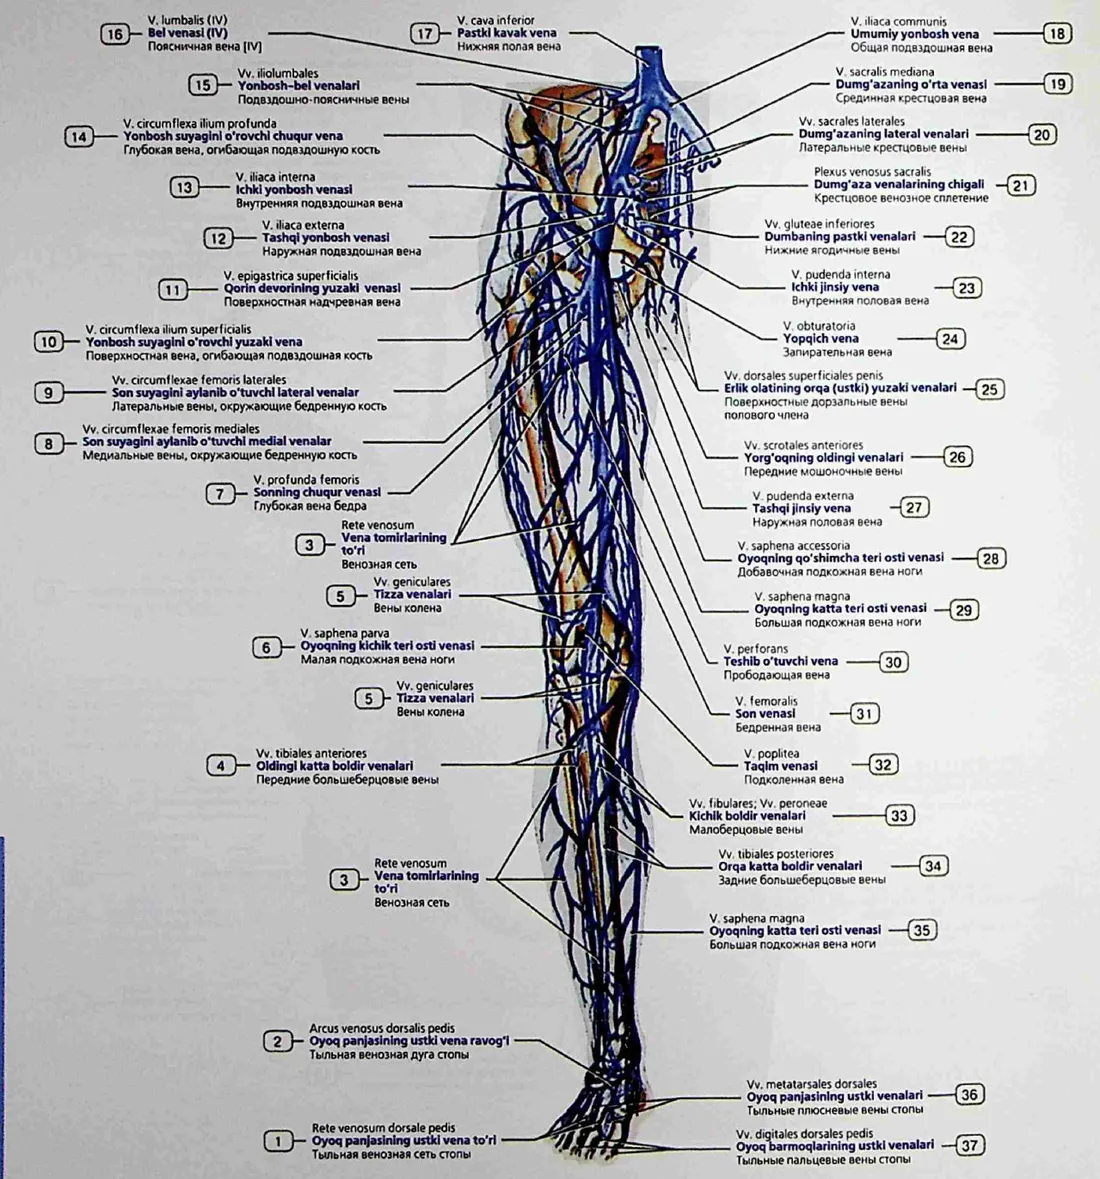 16
V. lumbalis (IV)
Bel venasi (IV)
Поясничная вена [IV]
15
Vv. iliolumbales
Yonbosh-bel venalari
Подвздошно-поясничные вены
14
V. circumflexa ilium profunda
Yonbosh suyagini o'rovchi chuqur vena
Глубокая вена, огибающая подвздошную кость
13
V. iliaca interna
Ichki yonbosh venasi
Внутренняя подвздошная вена
12
V. iliaca externa
Tashqi yonbosh venasi
Наружная подвздошная вена
11
V. epigastrica superficialis
Qorin devorining yuzaki venasi
Поверхностная надчревная вена
10
V. circumflexa ilium superficialis
Yonbosh suyagini o'rovchi yuzaki vena
Поверхностная вена, огибающая подвздошная кость
9
Vv. circumflexae femoris laterales
Son suyagini aylanib o'tuvchi lateral venalar
Латеральные вены, окружающие бедренную кость
8
Vv. circumflexae femoris mediales
Son suyagini aylanib o'tuvchi medial venalar
Медиальные вены, окружающие бедренную кость
7
V. profunda femoris
Sonning chuqur venasi
Глубокая вена бедра
3
Rete venosum
Vena tomirlarining
to'ri
Венозная сеть
5
Vv. geniculares
Tizza venalari
Вены колена
6
V. saphena parva
Oyoqning kichik teri osti venasi
Малая подкожная вена ноги
5
Vv. geniculares
Tizza venalari
Вены колена
4
Vv. tibiales anteriores
Oldingi katta boldir venalari
Передние большеберцовые вены
3
Rete venosum
Vena tomirlarining
to'ri
Венозная сеть
2
Arcus venosus dorsalis pedis
Oyoq panjasining ustki vena ravog'i
Тыльная венозная дуга стопы
1
Rete venosum dorsale pedis
Oyoq panjasining ustki vena to'ri
Тыльная венозная сеть стопы
17
V. cava inferior
Pastki kavak vena
Нижняя полая вена
V. iliaca communis
Umumiy yonbosh vena
Общая подвздошная вена
18
V. sacralis mediana
Dumg'azaning o'rta venasi
Срединная крестцовая вена
19
Vv. sacrales laterales
Dumg'azaning lateral venalari
Латеральные крестцовые вены
20
Plexus venosus sacralis
Dumg'aza venalarining chigali
Крестцовое венозное сплетение
21
Vv. gluteae inferiores
Dumbaning pastki venalari
Нижние ягодичные вены
22
V. pudenda interna
Ichki jinsiy vena
Внутренняя половая вена
23
V. obturatoria
Yopqich vena
Запирательная вена
24
Vv. dorsales superficiales penis
Erlik olatining orqa (ustki) yuzaki venalari
Поверхностные дорзальные вены
полового члена
25
Vv. scrotales anteriores
Yorg'oqning oldingi venalari
Передние мошоночные вены
26
V. pudenda externa
Tashqi jinsiy vena
Наружная половая вена
27
V. saphena accessoria
Oyoqning qo'shimcha teri osti venasi
Добавочная подкожная вена ноги
28
V. saphena magna
Oyoqning katta teri osti venasi
Большая подкожная вена ноги
29
V. perforans
Teshib o'tuvchi vena
Прободающая вена
30
V. femoralis
Son venasi
Бедренная вена
31
V. poplitea
Taqim venasi
Подколенная вена
32
Vv. fibulares; Vv. peroneae
Kichik boldir venalari
Малоберцовые вены
33
Vv. tibiales posteriores
Orqa katta boldir venalari
Задние большеберцовые вены
34
V. saphena magna
Oyoqning katta teri osti venasi
Большая подкожная вена ноги
35
Vv. metatarsales dorsales
Oyoq panjasining ustki venalari
Тыльные плюсневые вены стопы
36
Vv. digitales dorsales pedis
Oyoq barmoqlarining ustki venalari
Тыльные пальцевые вены стопы
37